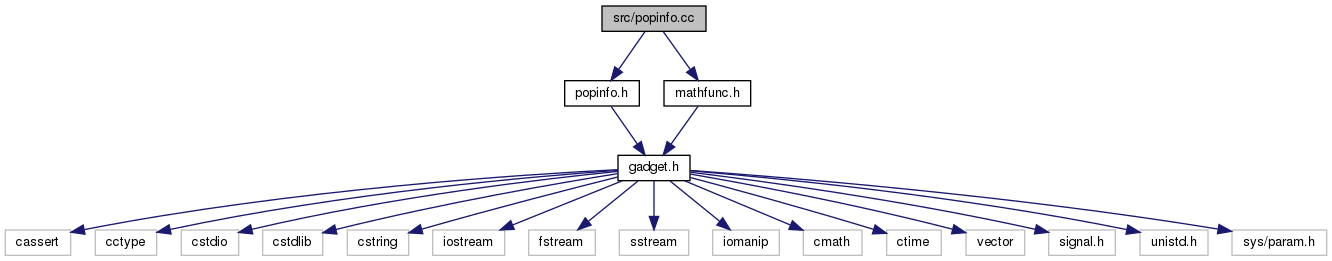 src/popinfo.cc
popinfo.h
mathfunc.h
gadget.h
cassert
cctype
cstdio
cstdlib
cstring
iostream
fstream
sstream
iomanip
cmath
ctime
vector
signal.h
unistd.h
sys/param.h